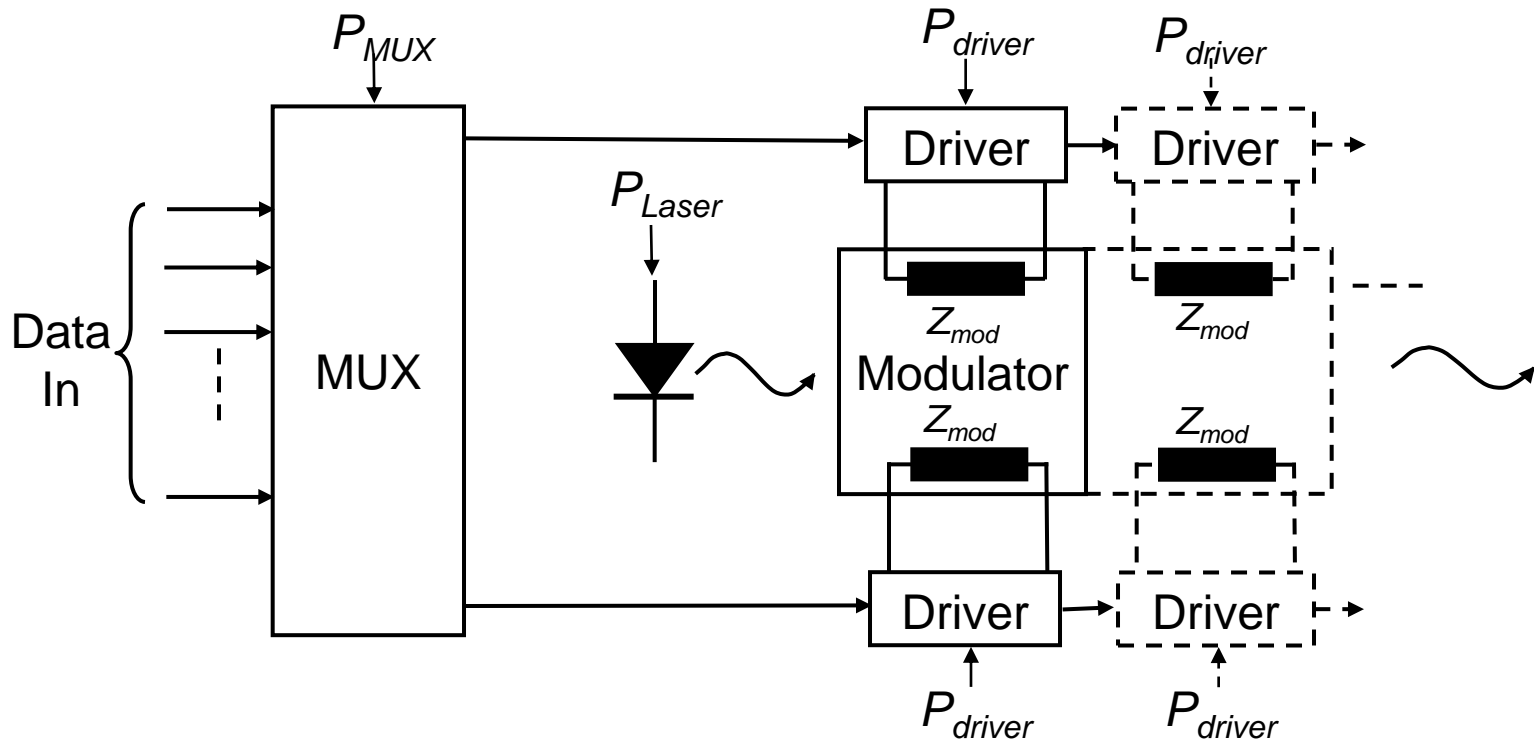 P_MUX
P_driver
P_driver
Driver
Driver
P_Laser
Z_mod
Z_mod
Data
In
MUX
Modulator
Z_mod
Z_mod
Driver
Driver
P_driver
P_driver